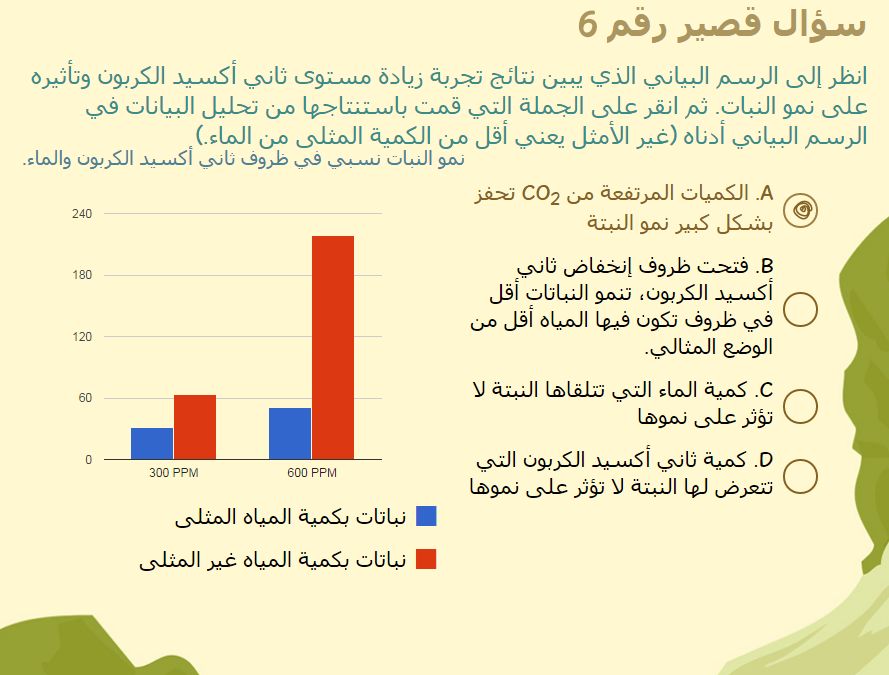 سؤال قصير رقم 6
انظر إلى الرسم البياني الذي يبين نتائج تجربة زيادة مستوى ثاني أكسيد الكربون وتأثيره
على نمو النبات. ثم انقر على الجملة التي قمت باستنتاجها من تحليل البيانات في
الرسم البياني أدناه (غير الأمثل يعني أقل من الكمية المثلى من الماء.)
نمو النبات نسبي في ظروف ثاني أكسيد الكربون والماء.
A. الكميات المرتفعة من CO2 تحفز
بشكل كبير نمو النبتة
B. فتحت ظروف إنخفاض ثاني
أكسيد الكربون، تنمو النباتات أقل
في ظروف تكون فيها المياه أقل من
الوضع المثالي.
C. كمية الماء التي تتلقاها النبتة لا
تؤثر على نموها
D. كمية ثاني أكسيد الكربون التي
تتعرض لها النبتة لا تؤثر على نموها
240
180
120
60
0
300 PPM
600 PPM
نباتات بكمية المياه المثلى
نباتات بكمية المياه غير المثلى